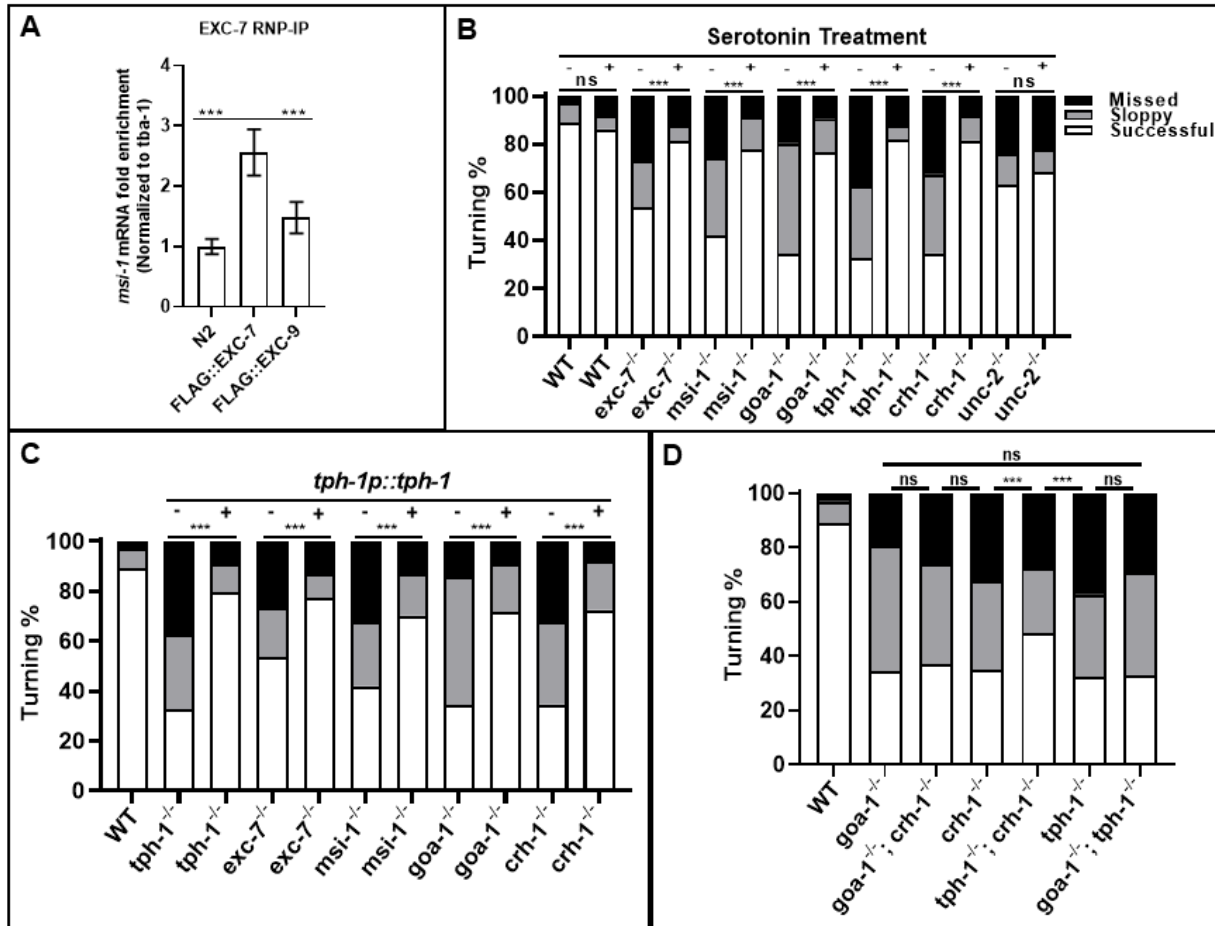 A
EXC-7 RNP-IP
msi-1 mRNA fold enrichment
(Normalized to tba-1)
4
3
2
1
0
*** ***
N2
FLAG::EXC-7
FLAG::EXC-9
B
Serotonin Treatment
- + - + - + - + - + - + - +
ns *** *** *** *** *** ns
Turning %
100
80
60
40
20
0
Missed
Sloppy
Successful
WT
WT
exc-7-/-
exc-7-/-
msi-1-/-
msi-1-/-
goa-1-/-
goa-1-/-
tph-1-/-
tph-1-/-
crh-1-/-
crh-1-/-
unc-2-/-
unc-2-/-
C
tph-1p::tph-1
- + - + - + - + - +
*** *** *** *** ***
Turning %
100
80
60
40
20
0
WT
tph-1-/-
tph-1-/-
exc-7-/-
exc-7-/-
msi-1-/-
msi-1-/-
goa-1-/-
goa-1-/-
crh-1-/-
crh-1-/-
D
ns
ns ns *** *** ns
Turning %
100
80
60
40
20
0
WT
goa-1-/-
goa-1-/-; crh-1-/-
crh-1-/-
tph-1-/-; crh-1-/-
tph-1-/-
goa-1-/-; tph-1-/-